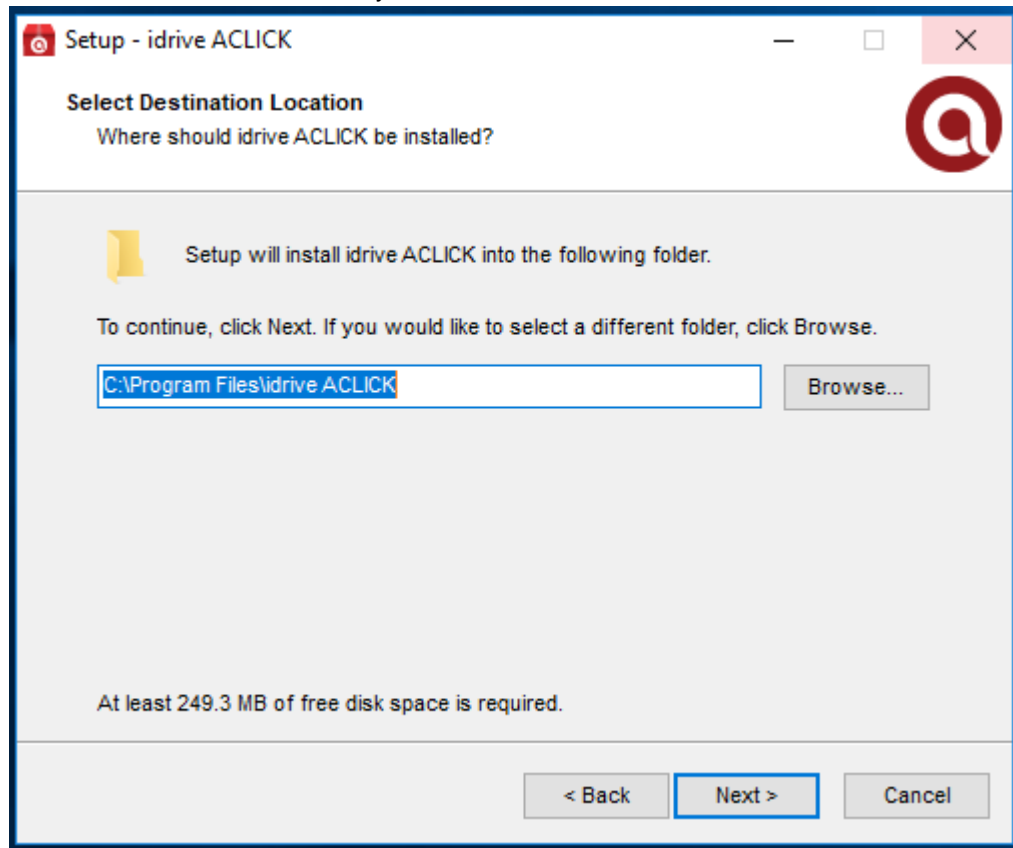 Setup - idrive ACLICK
Select Destination Location
Where should idrive ACLICK be installed?
Setup will install idrive ACLICK into the following folder.
To continue, click Next. If you would like to select a different folder, click Browse.
C:\Program Files\idrive ACLICK
Browse...
At least 249.3 MB of free disk space is required.
< Back
Next >
Cancel